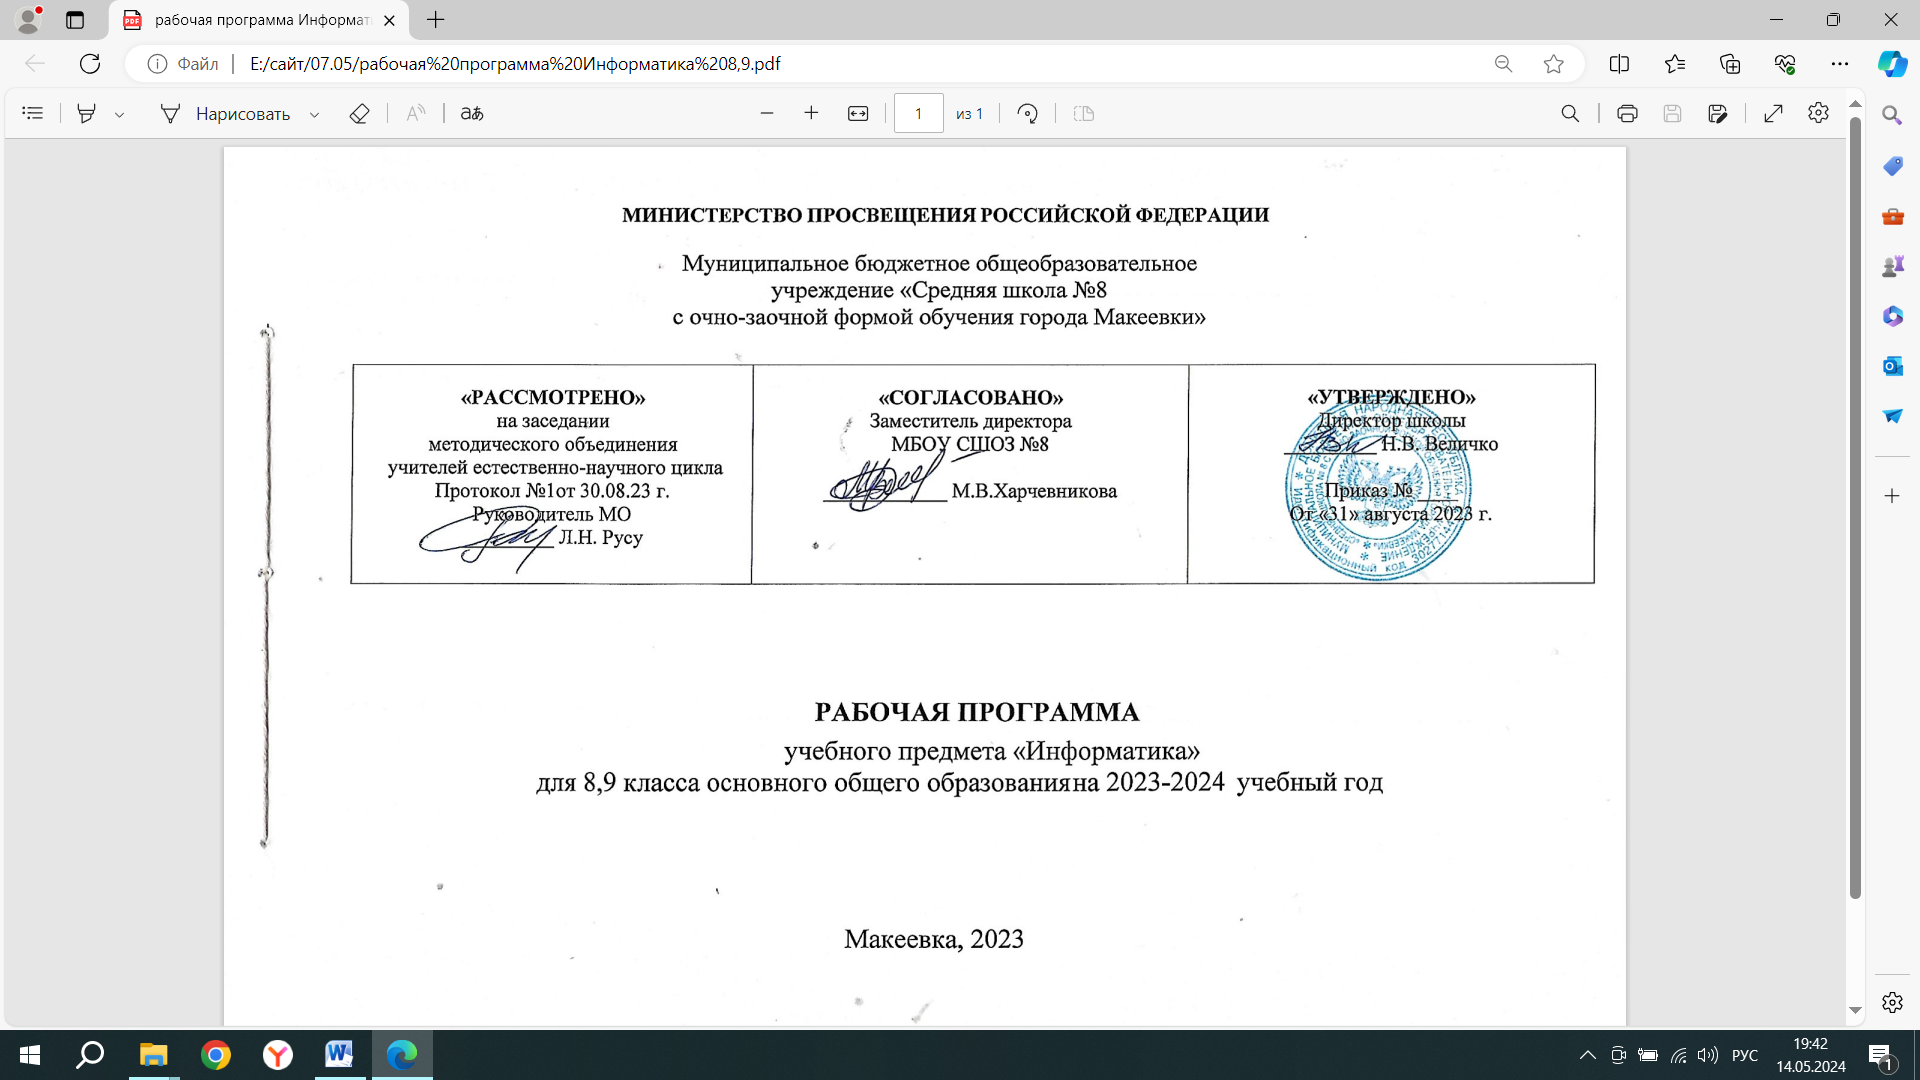 рабочая программа Информат
Файл
E:/сайт/07.05/рабочая%20программа%20Информатика%208,9.pdf
Нарисовать
аあ
1
из 1
МИНИСТЕРСТВО ПРОСВЕЩЕНИЯ РОССИЙСКОЙ ФЕДЕРАЦИИ
Муниципальное бюджетное общеобразовательное
учреждение «Средняя школа №8
с очно-заочной формой обучения города Макеевки»
«РАССМОТРЕНО»
на заседании
методического объединения
учителей естественно-научного цикла
Протокол №1от 30.08.23 г.
Руководитель МО
Л.Н. Русу
«СОГЛАСОВАНО»
Заместитель директора
МБОУ СШОЗ №8
М.В.Харчевникова
«УТВЕРЖДЕНО»
Директор школы
Н.В. Величко
Приказ № ____
От «31» августа 2023 г.
РАБОЧАЯ ПРОГРАММА
учебного предмета «Информатика»
для 8,9 класса основного общего образования на 2023-2024 учебный год
Макеевка, 2023
РУС
19:42
14.05.2024
1